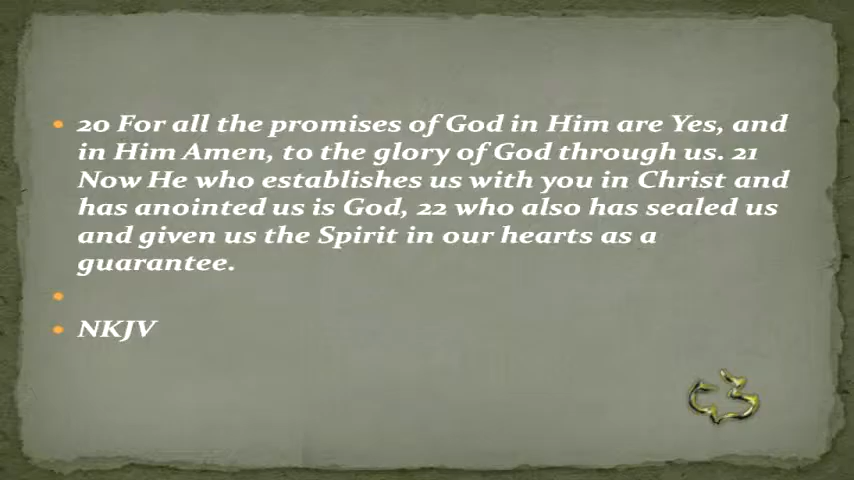 20 For all the promises of God in Him are Yes, and
in Him Amen, to the glory of God through us. 21
Now He who establishes us with you in Christ and
has anointed us is God, 22 who also has sealed us
and given us the Spirit in our hearts as a
guarantee.
NKJV